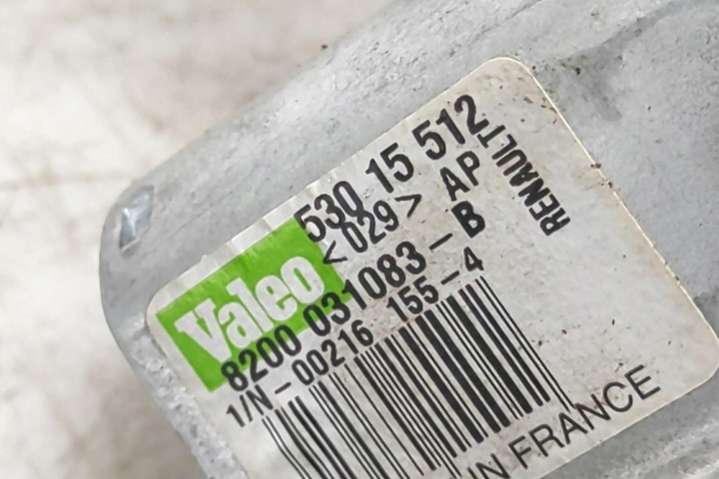 Valeo
530 15 512
<029> AP
RENAULT
8200 031083-B
1/N-00216 155-4
IN FRANCE